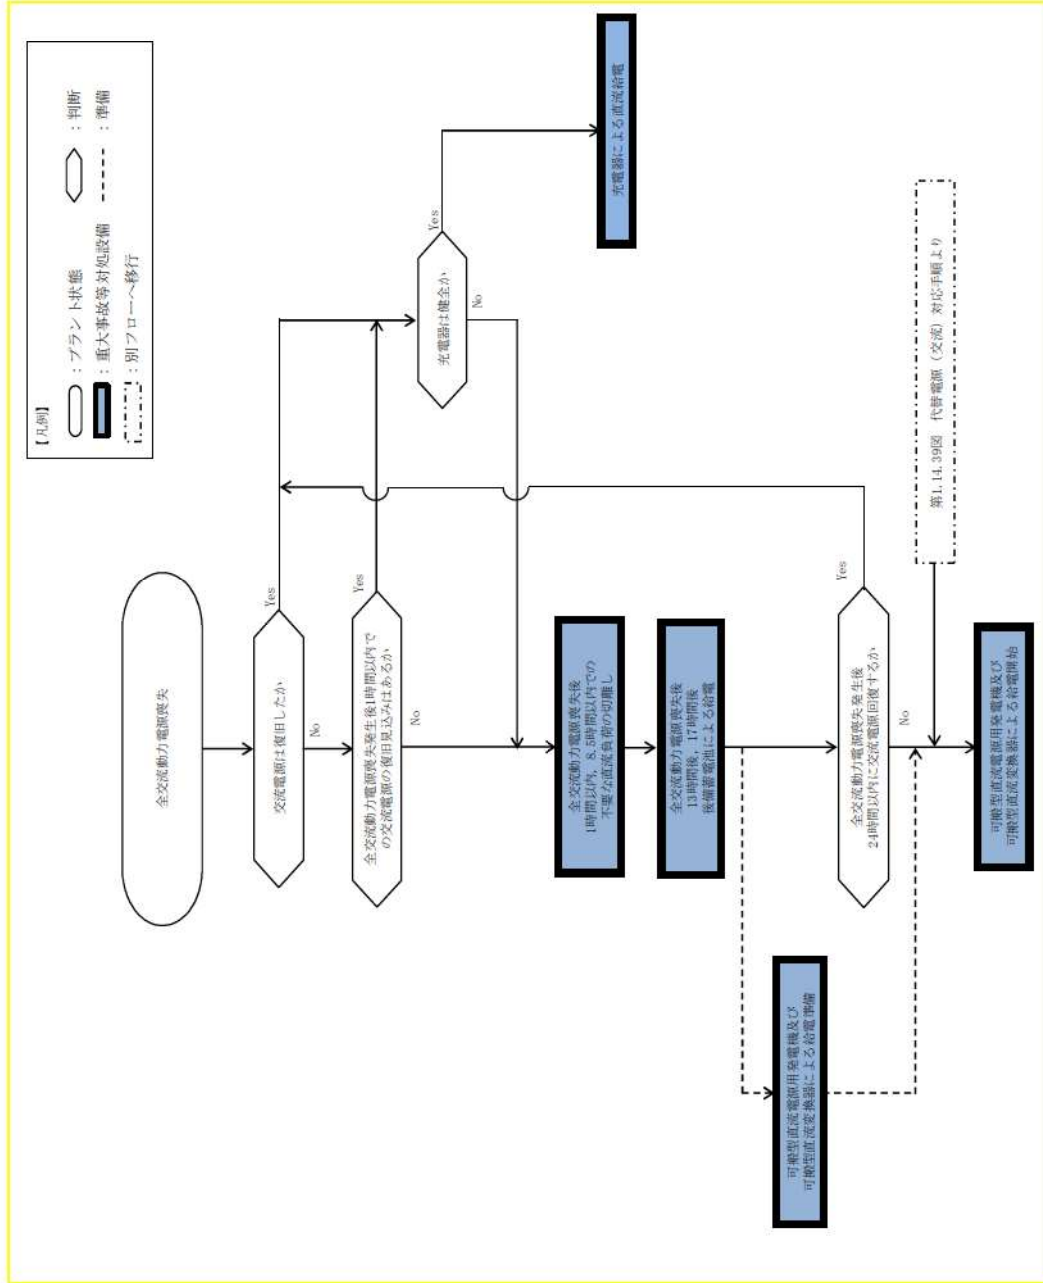 【凡例】
：プラント状態
：判断
：重大事故等対処設備
：準備
：別フローへ移行
全交流動力電源喪失
交流電源は復旧したか
Yes
No
全交流動力電源喪失発生後1時間以内で
の交流電源の復旧見込みはあるか
Yes
No
充電器は健全か
Yes
No
充電器による直流給電
全交流動力電源喪失後
1時間以内，8.5時間以内での
不要な直流負荷の切離し
全交流動力電源喪失後
13時間後，17時間後
後備蓄電池による給電
可搬型直流電源用発電機及び
可搬型直流変換器による給電準備
全交流動力電源喪失発生後
24時間以内に交流電源回復するか
Yes
No
第1.14.39図　代替電源（交流）対応手順より
可搬型直流電源用発電機及び
可搬型直流変換器による給電開始